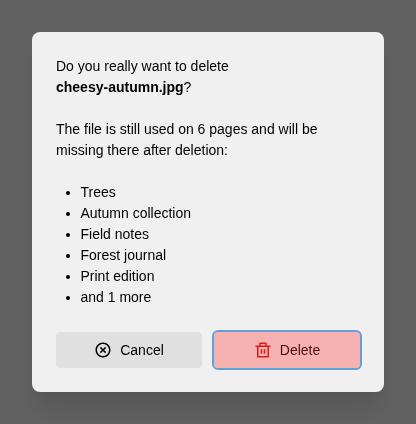 Do you really want to delete
cheesy-autumn.jpg?
The file is still used on 6 pages and will be
missing there after deletion:
• Trees
• Autumn collection
• Field notes
• Forest journal
• Print edition
• and 1 more
Cancel
Delete